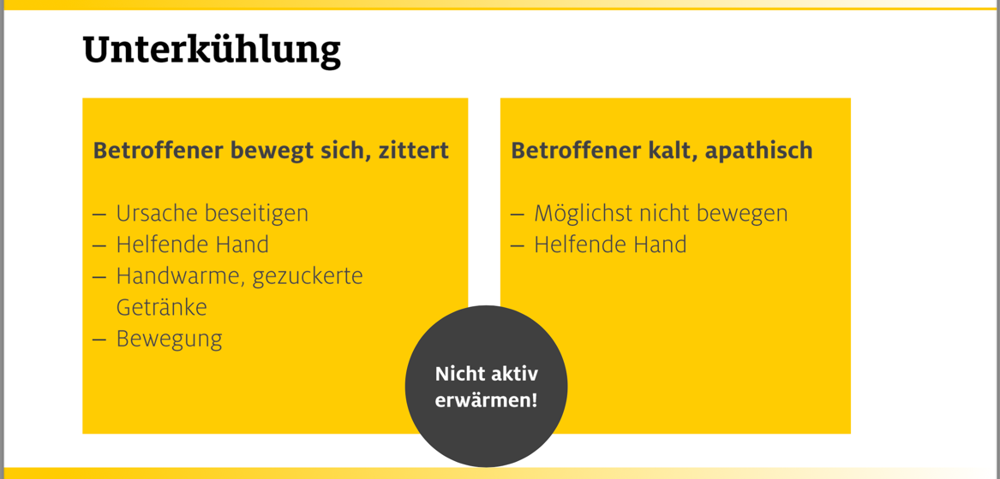 Unterkühlung
Betroffener bewegt sich, zittert
– Ursache beseitigen
– Helfende Hand
– Handwarme, gezuckerte
Getränke
– Bewegung
Betroffener kalt, apathisch
– Möglichst nicht bewegen
– Helfende Hand
Nicht aktiv
erwärmen!